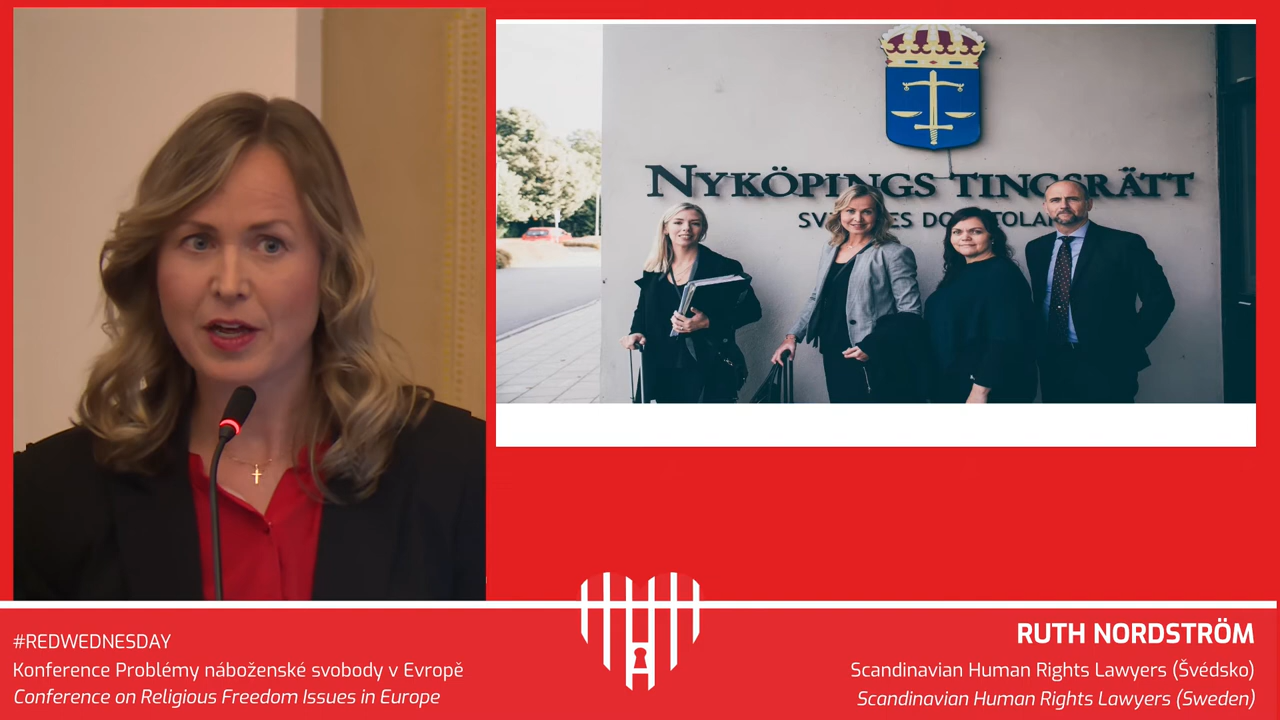 NYKÖPINGS TINGSRÄTT
#REDWEDNESDAY
Konference Problémy náboženské svobody v Evropě
Conference on Religious Freedom Issues in Europe
RUTH NORDSTRÖM
Scandinavian Human Rights Lawyers (Švédsko)
Scandinavian Human Rights Lawyers (Sweden)